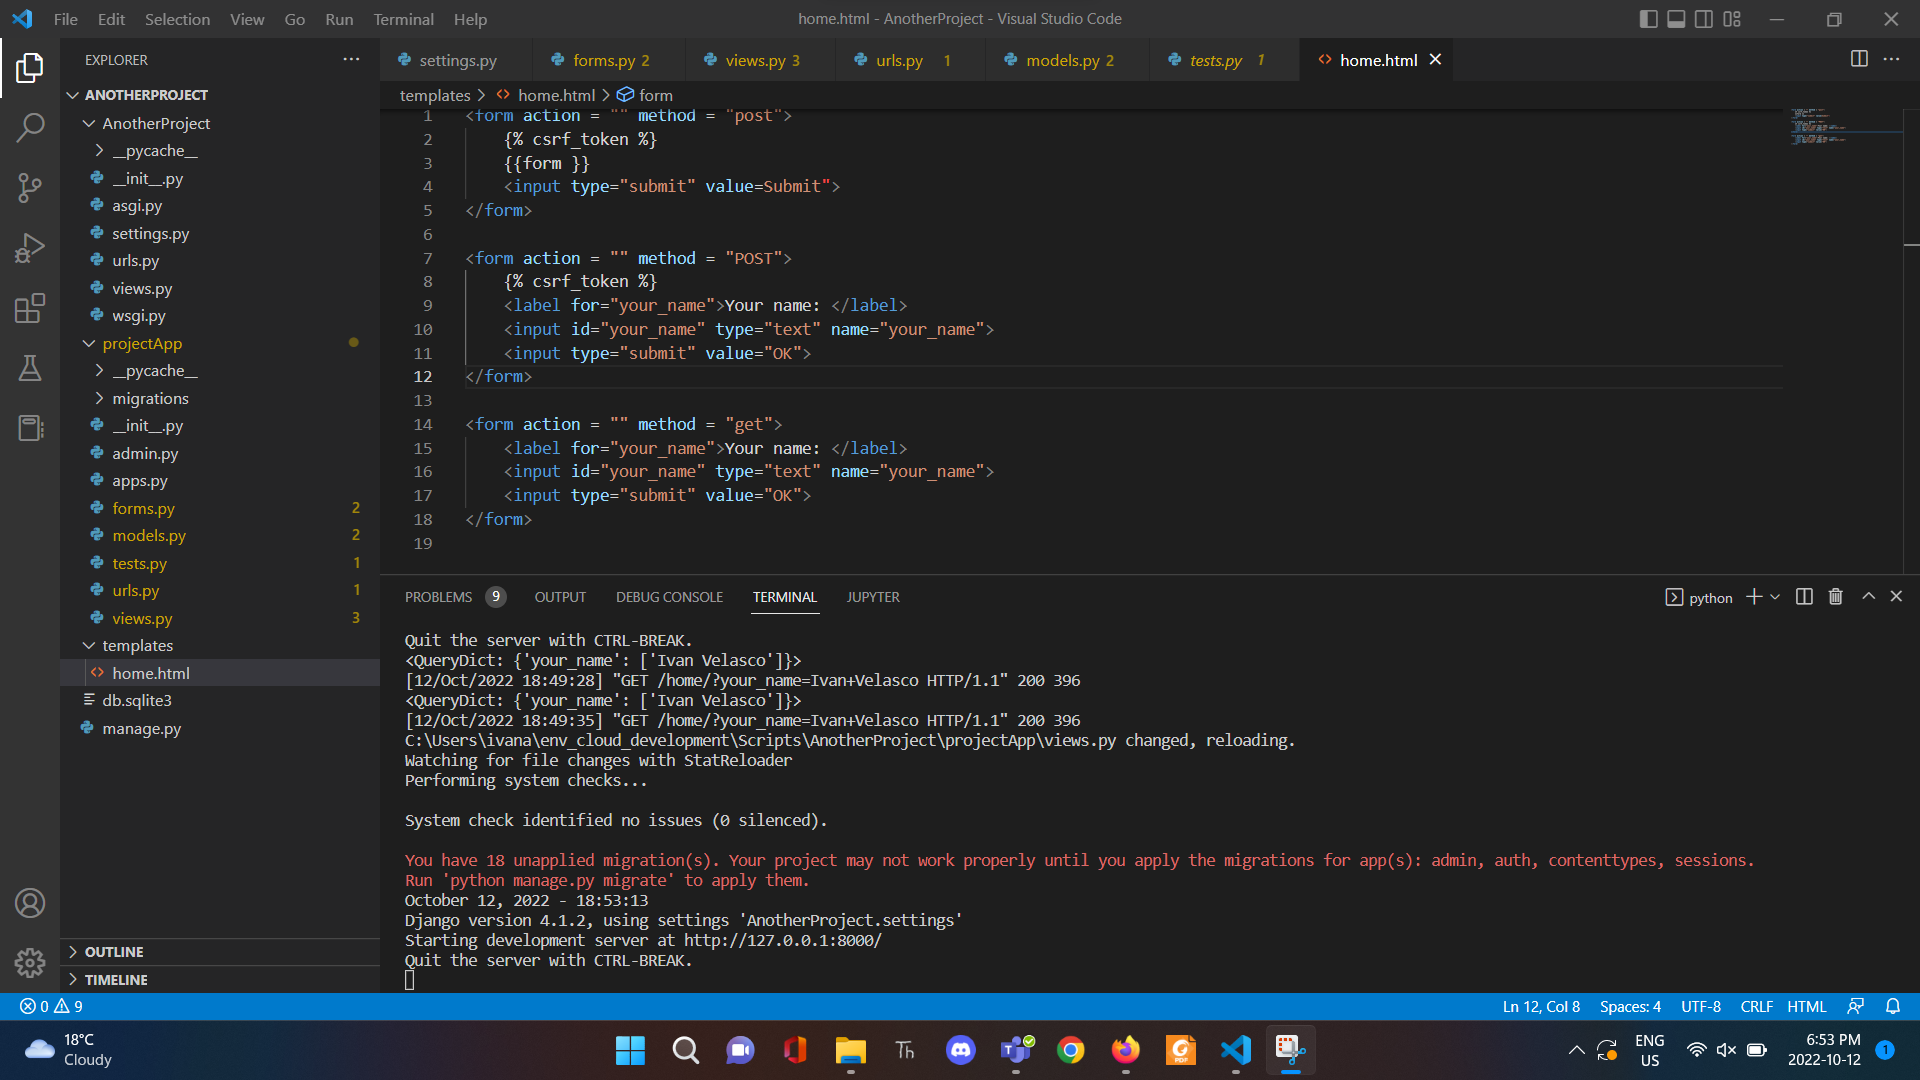 File Edit Selection View Go Run Terminal Help
home.html - AnotherProject - Visual Studio Code
EXPLORER
settings.py
forms.py 2
views.py 3
urls.py 1
models.py 2
tests.py 1
home.html
ANOTHERPROJECT
AnotherProject
__pycache__
__init__.py
asgi.py
settings.py
urls.py
views.py
wsgi.py
projectApp
__pycache__
migrations
__init__.py
admin.py
apps.py
forms.py 2
models.py 2
tests.py 1
urls.py 1
views.py 3
templates
home.html
db.sqlite3
manage.py
OUTLINE
TIMELINE
templates > home.html > form
1 <form action = "" method = "post">
2 {% csrf_token %}
3 {{form }}
4 <input type="submit" value=Submit">
5 </form>
6
7 <form action = "" method = "POST">
8 {% csrf_token %}
9 <label for="your_name">Your name: </label>
10 <input id="your_name" type="text" name="your_name">
11 <input type="submit" value="OK">
12 </form>
13
14 <form action = "" method = "get">
15 <label for="your_name">Your name: </label>
16 <input id="your_name" type="text" name="your_name">
17 <input type="submit" value="OK">
18 </form>
19
PROBLEMS 9 OUTPUT DEBUG CONSOLE TERMINAL JUPYTER
python
Quit the server with CTRL-BREAK.
<QueryDict: {'your_name': ['Ivan Velasco']}>
[12/Oct/2022 18:49:28] "GET /home/?your_name=Ivan+Velasco HTTP/1.1" 200 396
<QueryDict: {'your_name': ['Ivan Velasco']}>
[12/Oct/2022 18:49:35] "GET /home/?your_name=Ivan+Velasco HTTP/1.1" 200 396
C:\Users\ivana\env_cloud_development\Scripts\AnotherProject\projectApp\views.py changed, reloading.
Watching for file changes with StatReloader
Performing system checks...
System check identified no issues (0 silenced).
You have 18 unapplied migration(s). Your project may not work properly until you apply the migrations for app(s): admin, auth, contenttypes, sessions.
Run 'python manage.py migrate' to apply them.
October 12, 2022 - 18:53:13
Django version 4.1.2, using settings 'AnotherProject.settings'
Starting development server at http://127.0.0.1:8000/
Quit the server with CTRL-BREAK.
0 9
Ln 12, Col 8 Spaces: 4 UTF-8 CRLF HTML
18°C
Cloudy
Th
PDF
ENG
US
6:53 PM
2022-10-12
1